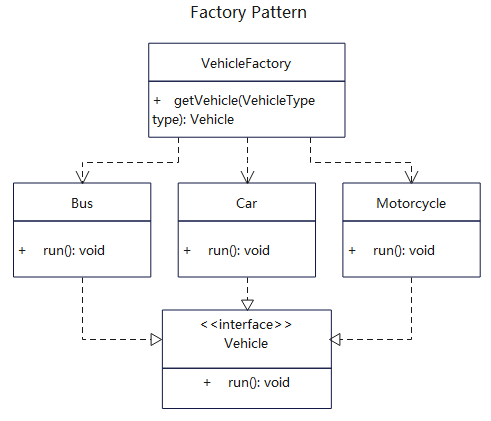 Factory Pattern
VehicleFactory
+ getVehicle(VehicleType
type): Vehicle
Bus
+ run(): void
Car
+ run(): void
Motorcycle
+ run(): void
<<interface>>
Vehicle
+ run(): void